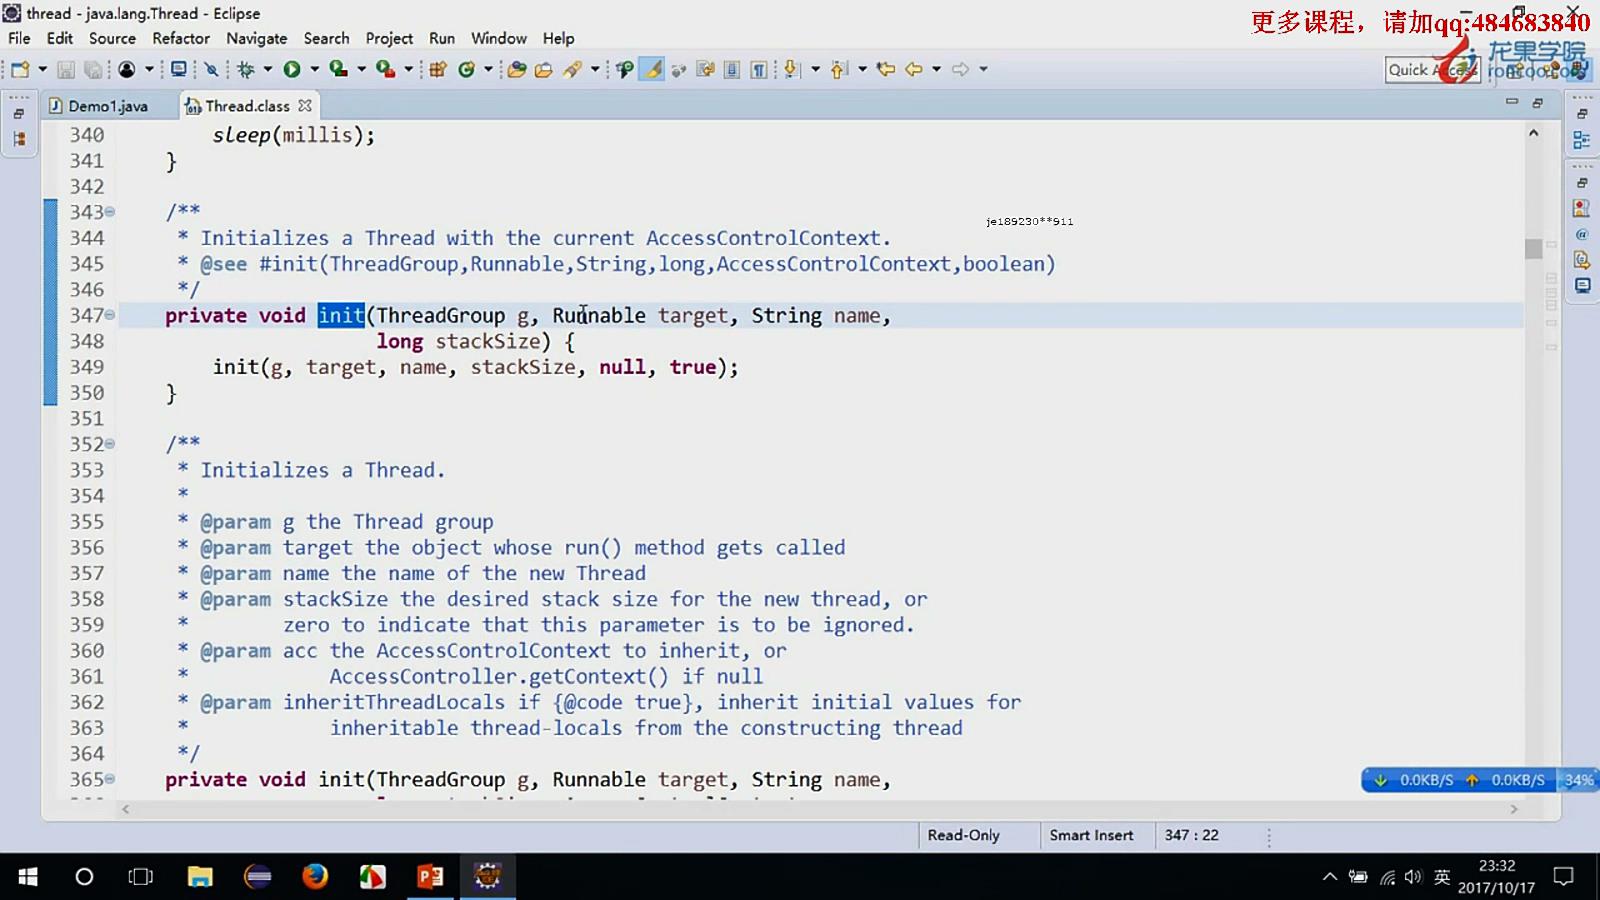 thread - java.lang.Thread - Eclipse
更多课程，请加qq:484683840
File Edit Source Refactor Navigate Search Project Run Window Help
龙果学院
Quick Access
roncoo.com
Demo1.java Thread.class
340 sleep(millis);
341 }
342
343 /**
je189230**911
344 * Initializes a Thread with the current AccessControlContext.
345 * @see #init(ThreadGroup,Runnable,String,long,AccessControlContext,boolean)
346 */
347 private void init(ThreadGroup g, Runnable target, String name,
348 long stackSize) {
349 init(g, target, name, stackSize, null, true);
350 }
351
352 /**
353 * Initializes a Thread.
354 *
355 * @param g the Thread group
356 * @param target the object whose run() method gets called
357 * @param name the name of the new Thread
358 * @param stackSize the desired stack size for the new thread, or
359 * zero to indicate that this parameter is to be ignored.
360 * @param acc the AccessControlContext to inherit, or
361 * AccessController.getContext() if null
362 * @param inheritThreadLocals if {@code true}, inherit initial values for
363 * inheritable thread-locals from the constructing thread
364 */
365 private void init(ThreadGroup g, Runnable target, String name,
0.0KB/S 0.0KB/S 34%
Read-Only Smart Insert 347 : 22
英
23:32
2017/10/17